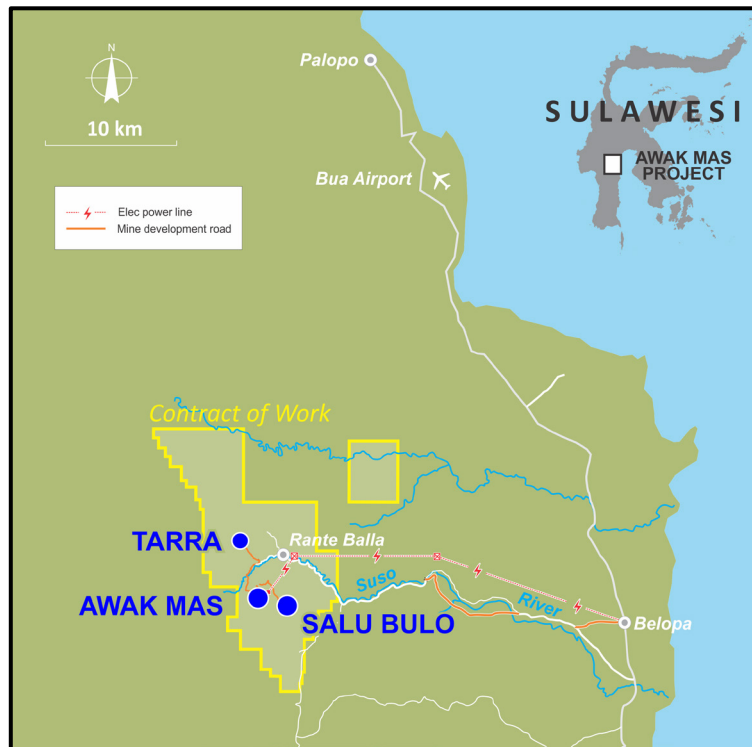 N
10 km
Palopo
Bua Airport
SULAWESI
AWAK MAS
PROJECT
Elec power line
Mine development road
Contract of Work
TARRA
Rante Balla
AWAK MAS
SALU BULO
Suso
River
Belopa